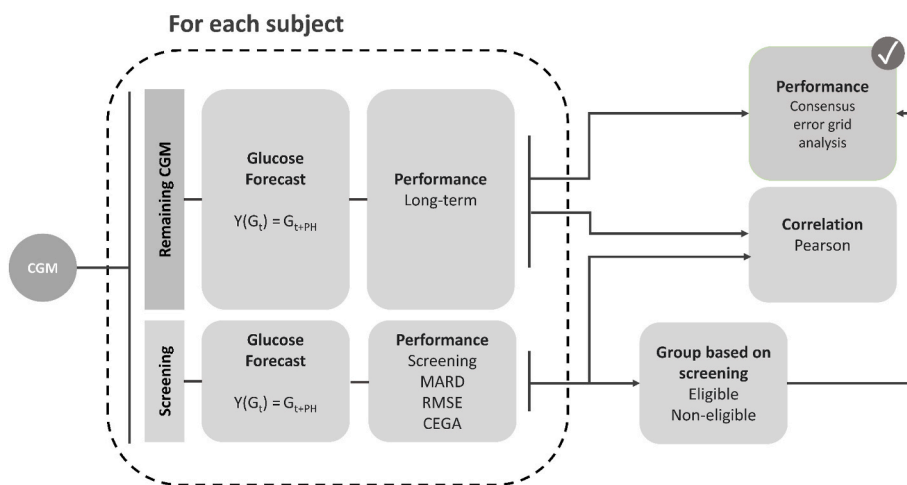 For each subject
CGM
Remaining CGM
Glucose
Forecast
Y(Gₜ) = Gₜ₊PH
Performance
Long-term
Screening
Glucose
Forecast
Y(Gₜ) = Gₜ₊PH
Performance
Screening
MARD
RMSE
CEGA
Performance
Consensus
error grid
analysis
Correlation
Pearson
Group based on
screening
Eligible
Non-eligible